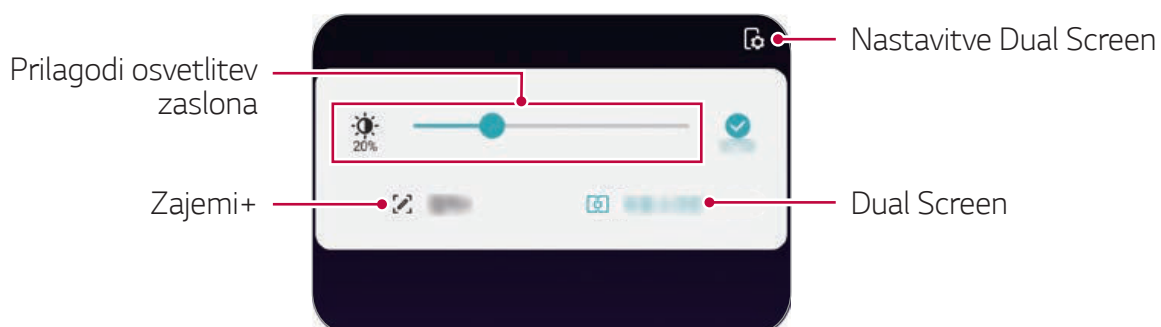 Nastavitve Dual Screen
Prilagodi osvetlitev
zaslona
20%
Zajemi+
Dual Screen